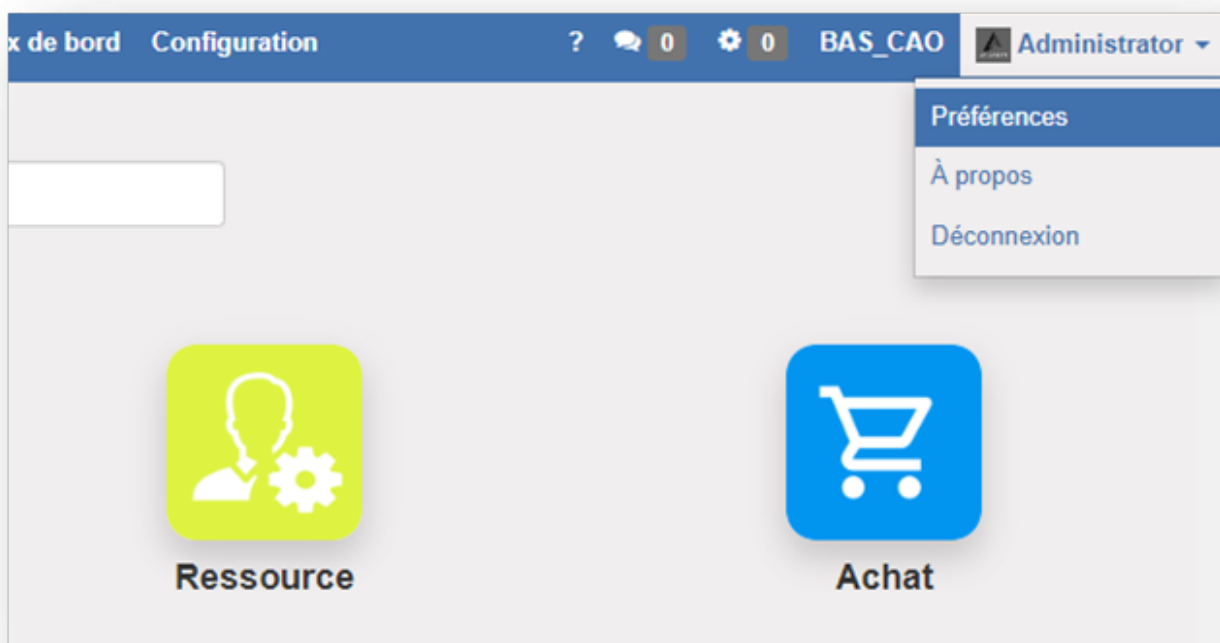 x de bord Configuration ? 0 0 BAS_CAO Administrator
Préférences
À propos
Déconnexion
Ressource Achat